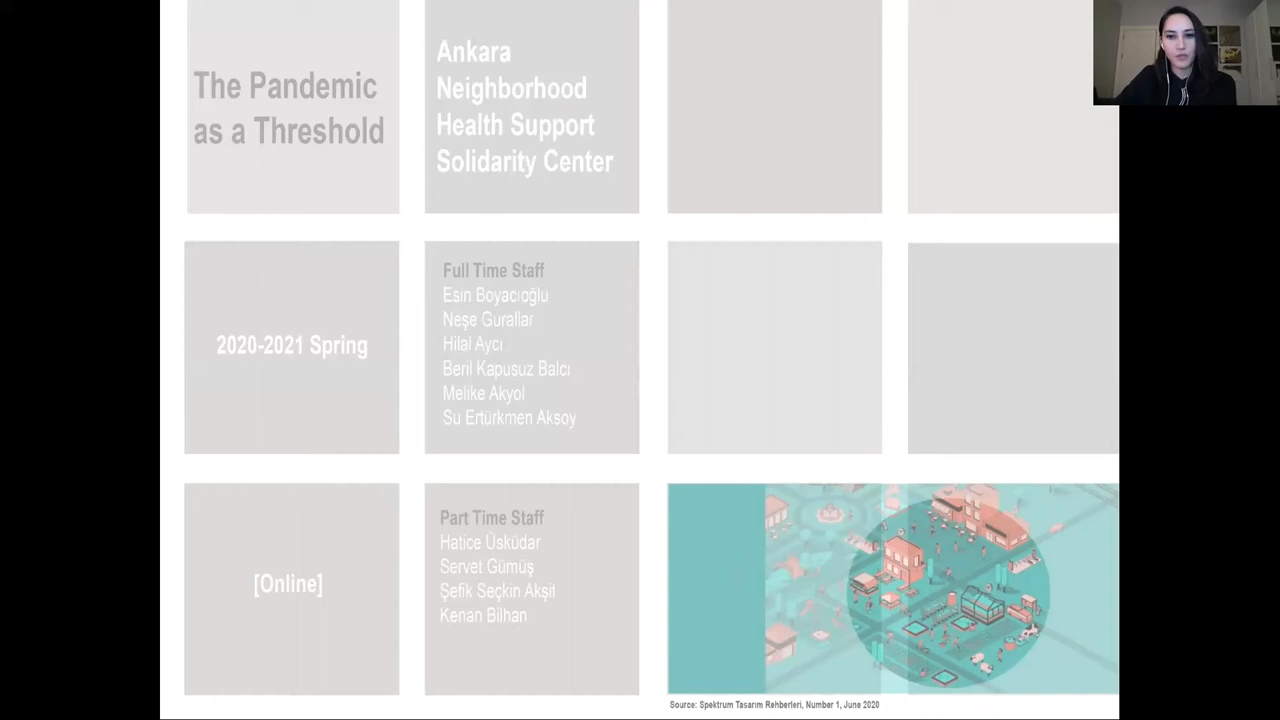 The Pandemic
as a Threshold
Ankara
Neighborhood
Health Support
Solidarity Center
2020-2021 Spring
Full Time Staff
Esin Boyacıoğlu
Neşe Gurallar
Hilal Aycı
Beril Kapusuz Balcı
Melike Akyol
Su Ertürkmen Aksoy
[Online]
Part Time Staff
Hatice Üsküdar
Servet Gümüş
Şefik Seçkin Akşit
Kenan Bilhan
Source: Spektrum Tasarım Rehberleri, Number 1, June 2020